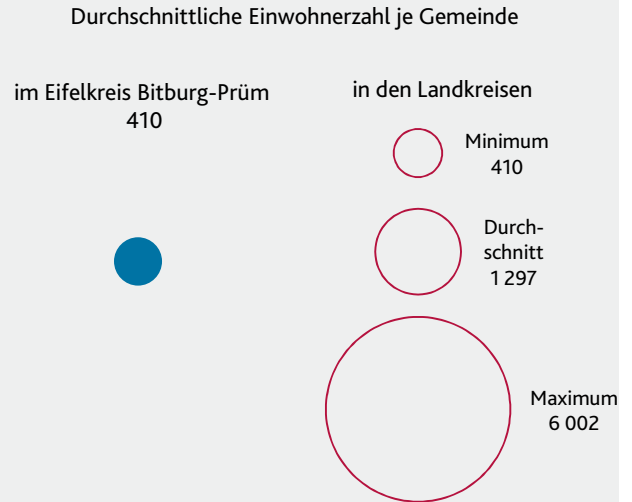 Durchschnittliche Einwohnerzahl je Gemeinde
im Eifelkreis Bitburg-Prüm
410
in den Landkreisen
Minimum
410
Durch-
schnitt
1 297
Maximum
6 002